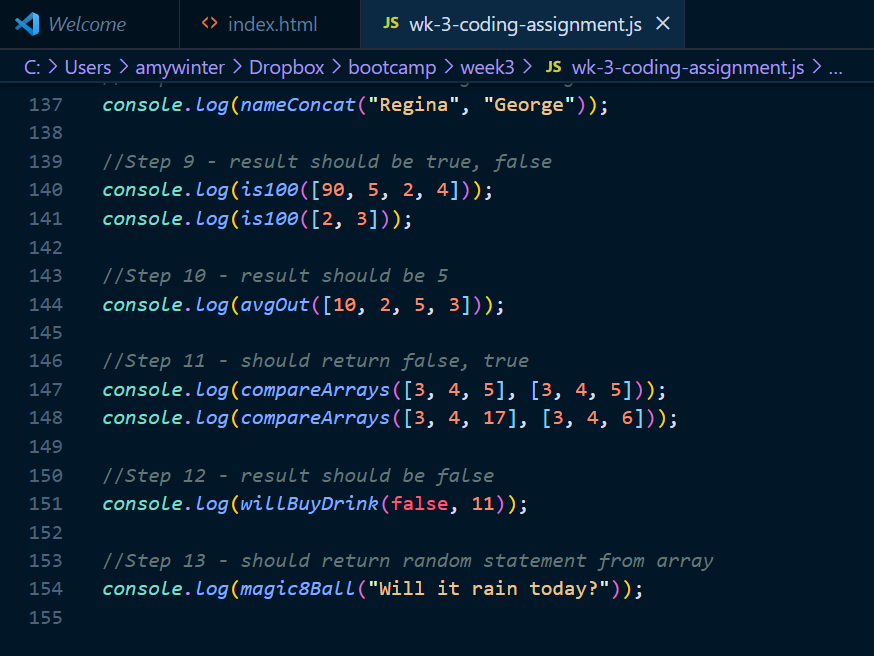 Welcome <> index.html JS wk-3-coding-assignment.js ×
C: > Users > amywinter > Dropbox > bootcamp > week3 > JS wk-3-coding-assignment.js > ...
137 console.log(nameConcat("Regina", "George"));
138
139 //Step 9 - result should be true, false
140 console.log(is100([90, 5, 2, 4]));
141 console.log(is100([2, 3]));
142
143 //Step 10 - result should be 5
144 console.log(avgOut([10, 2, 5, 3]));
145
146 //Step 11 - should return false, true
147 console.log(compareArrays([3, 4, 5], [3, 4, 5]));
148 console.log(compareArrays([3, 4, 17], [3, 4, 6]));
149
150 //Step 12 - result should be false
151 console.log(willBuyDrink(false, 11));
152
153 //Step 13 - should return random statement from array
154 console.log(magic8Ball("Will it rain today?"));
155